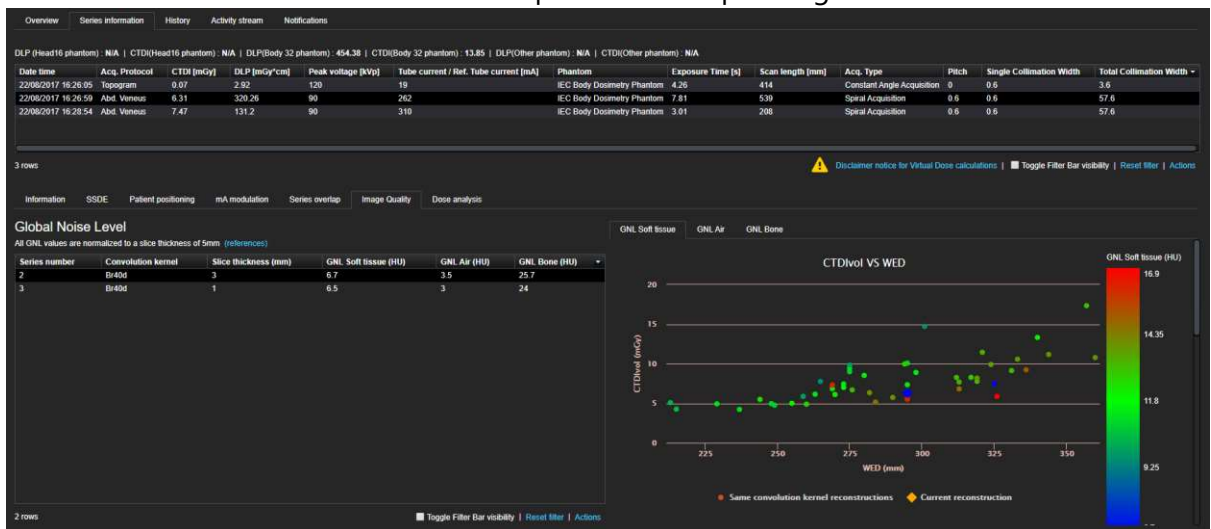 Overview Series information History Activity stream Notifications
DLP (Head16 phantom) : N/A | CTDI(Head16 phantom) : N/A | DLP(Body 32 phantom) : 454.38 | CTDI(Body 32 phantom) : 13.85 | DLP(Other phantom) : N/A | CTDI(Other phantom) : N/A
Date time Acq. Protocol CTDI [mGy] DLP [mGy*cm] Peak voltage [kVp] Tube current / Ref. Tube current [mA] Phantom Exposure Time [s] Scan length [mm] Acq. Type Pitch Single Collimation Width Total Collimation Width
22/08/2017 16:26:05 Topogram 0.07 2.92 120 19 IEC Body Dosimetry Phantom 4.26 414 Constant Angle Acquisition 0 0.6 3.6
22/08/2017 16:26:59 Abd. Veneus 6.31 320.26 90 262 IEC Body Dosimetry Phantom 7.81 539 Spiral Acquisition 0.6 0.6 57.6
22/08/2017 16:28:54 Abd. Veneus 7.47 131.2 90 310 IEC Body Dosimetry Phantom 3.01 208 Spiral Acquisition 0.6 0.6 57.6
3 rows Disclaimer notice for Virtual Dose calculations | Toggle Filter Bar visibility | Reset filter | Actions
Information SSDE Patient positioning mA modulation Series overlap Image Quality Dose analysis
Global Noise Level
All GNL values are normalized to a slice thickness of 5mm (references)
Series number Convolution kernel Slice thickness (mm) GNL Soft tissue (HU) GNL Air (HU) GNL Bone (HU)
2 Br40d 3 6.7 3.5 25.7
3 Br40d 1 6.5 3 24
2 rows Toggle Filter Bar visibility | Reset filter | Actions
GNL Soft tissue GNL Air GNL Bone
CTDIvol VS WED
GNL Soft tissue (HU)
16.9
14.35
11.8
9.25
CTDIvol (mGy)
20
15
10
5
0
225 250 275 300 325 350
WED (mm)
Same convolution kernel reconstructions Current reconstruction